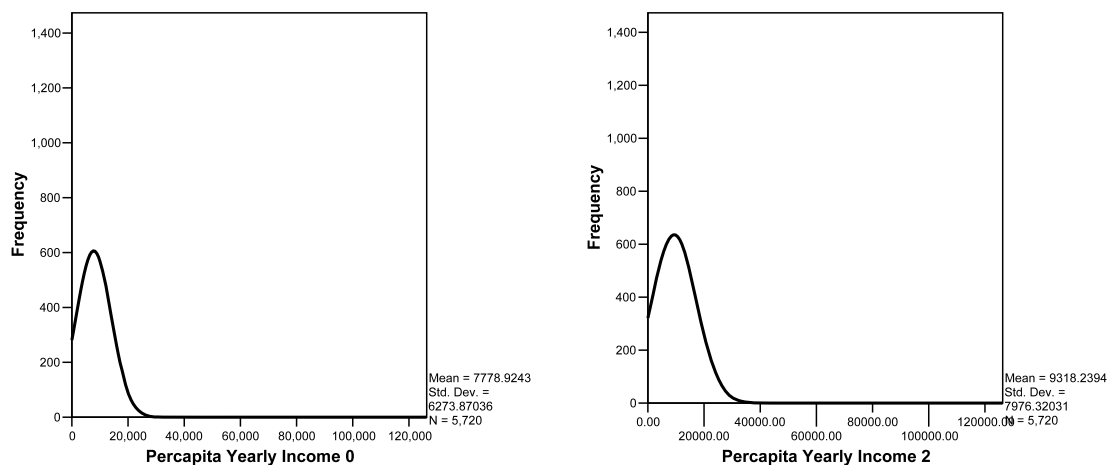 1,400
1,200
1,000
800
600
400
200
0
Frequency
0 20,000 40,000 60,000 80,000 100,000 120,000
Percapita Yearly Income 0
Mean = 7778.9243
Std. Dev. =
6273.87036
N = 5,720
1,400
1,200
1,000
800
600
400
200
0
Frequency
0.00 20000.00 40000.00 60000.00 80000.00 100000.00 120000.00
Percapita Yearly Income 2
Mean = 9318.2394
Std. Dev. =
7976.32031
N = 5,720